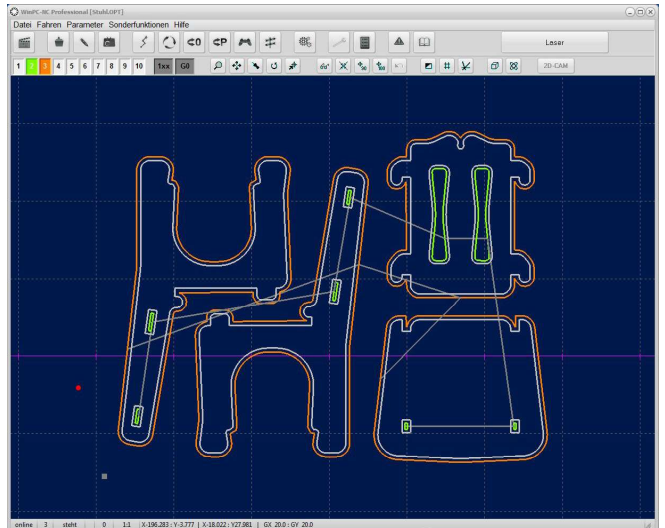 WinPC-NC Professional [Stuhl.OPT]
Datei Fahren Parameter Sonderfunktionen Hilfe
Laser
1 2 3 4 5 6 7 8 9 10 1xx G0 2D-CAM
online 3 steht 0 1:1 X-196.283 : Y-3.777 | X-18.022 : Y27.981 | GX 20.0 : GY 20.0